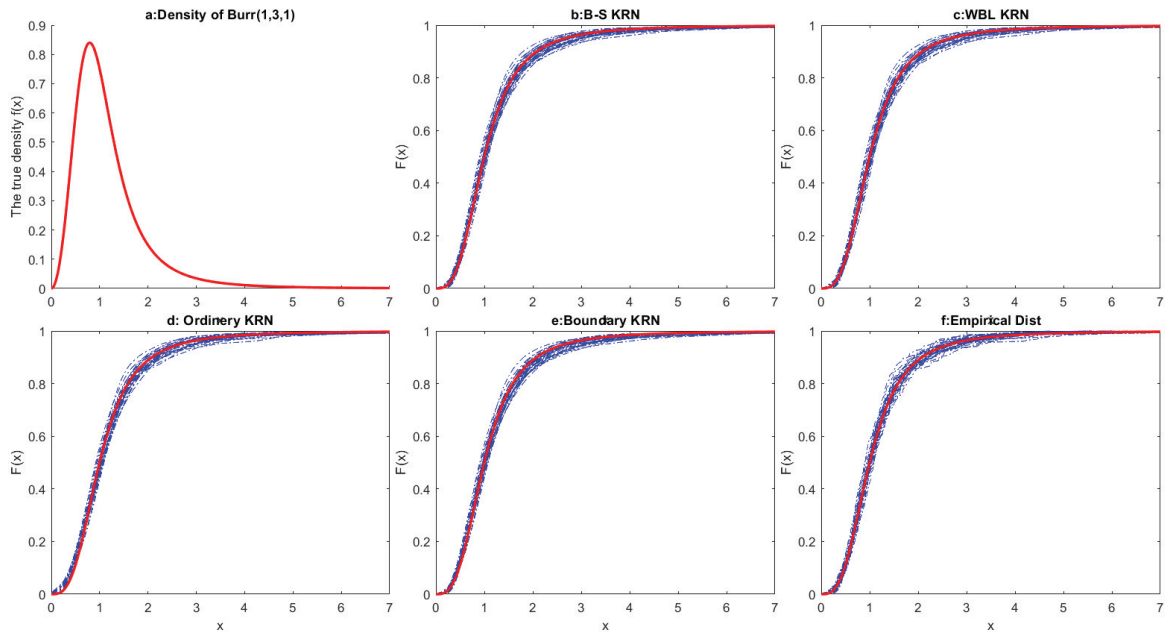 a:Density of Burr(1,3,1)
The true density f(x)
0.9
0.8
0.7
0.6
0.5
0.4
0.3
0.2
0.1
0
0 1 2 3 4 5 6 7
b:B-S KRN
F(x)
1
0.8
0.6
0.4
0.2
0
0 1 2 3 4 5 6 7
c:WBL KRN
F(x)
1
0.8
0.6
0.4
0.2
0
0 1 2 3 4 5 6 7
d: Ordinery KRN
F(x)
1
0.8
0.6
0.4
0.2
0
0 1 2 3 4 5 6 7
x
e:Boundary KRN
F(x)
1
0.8
0.6
0.4
0.2
0
0 1 2 3 4 5 6 7
x
f:Empirical Dist
F(x)
1
0.8
0.6
0.4
0.2
0
0 1 2 3 4 5 6 7
x